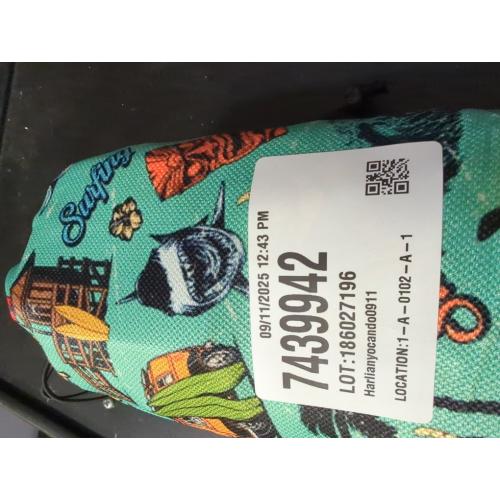 Surfing
09/11/2025 12:43 PM
7439942
LOT:186027196
Harlianyocando0911
LOCATION:1-A-0102-A-1